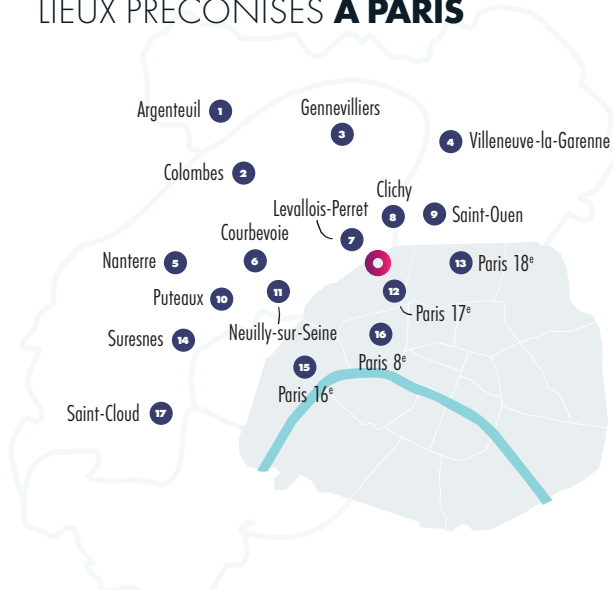 LIEUX PRÉCONISÉS À PARIS
Argenteuil 1
Gennevilliers
3
4 Villeneuve-la-Garenne
Colombes 2
Clichy
8
9 Saint-Ouen
Levallois-Perret
7
Courbevoie
6
Nanterre 5
13 Paris 18e
Puteaux 10
11
Neuilly-sur-Seine
12
Paris 17e
Suresnes 14
16
Paris 8e
15
Paris 16e
Saint-Cloud 17